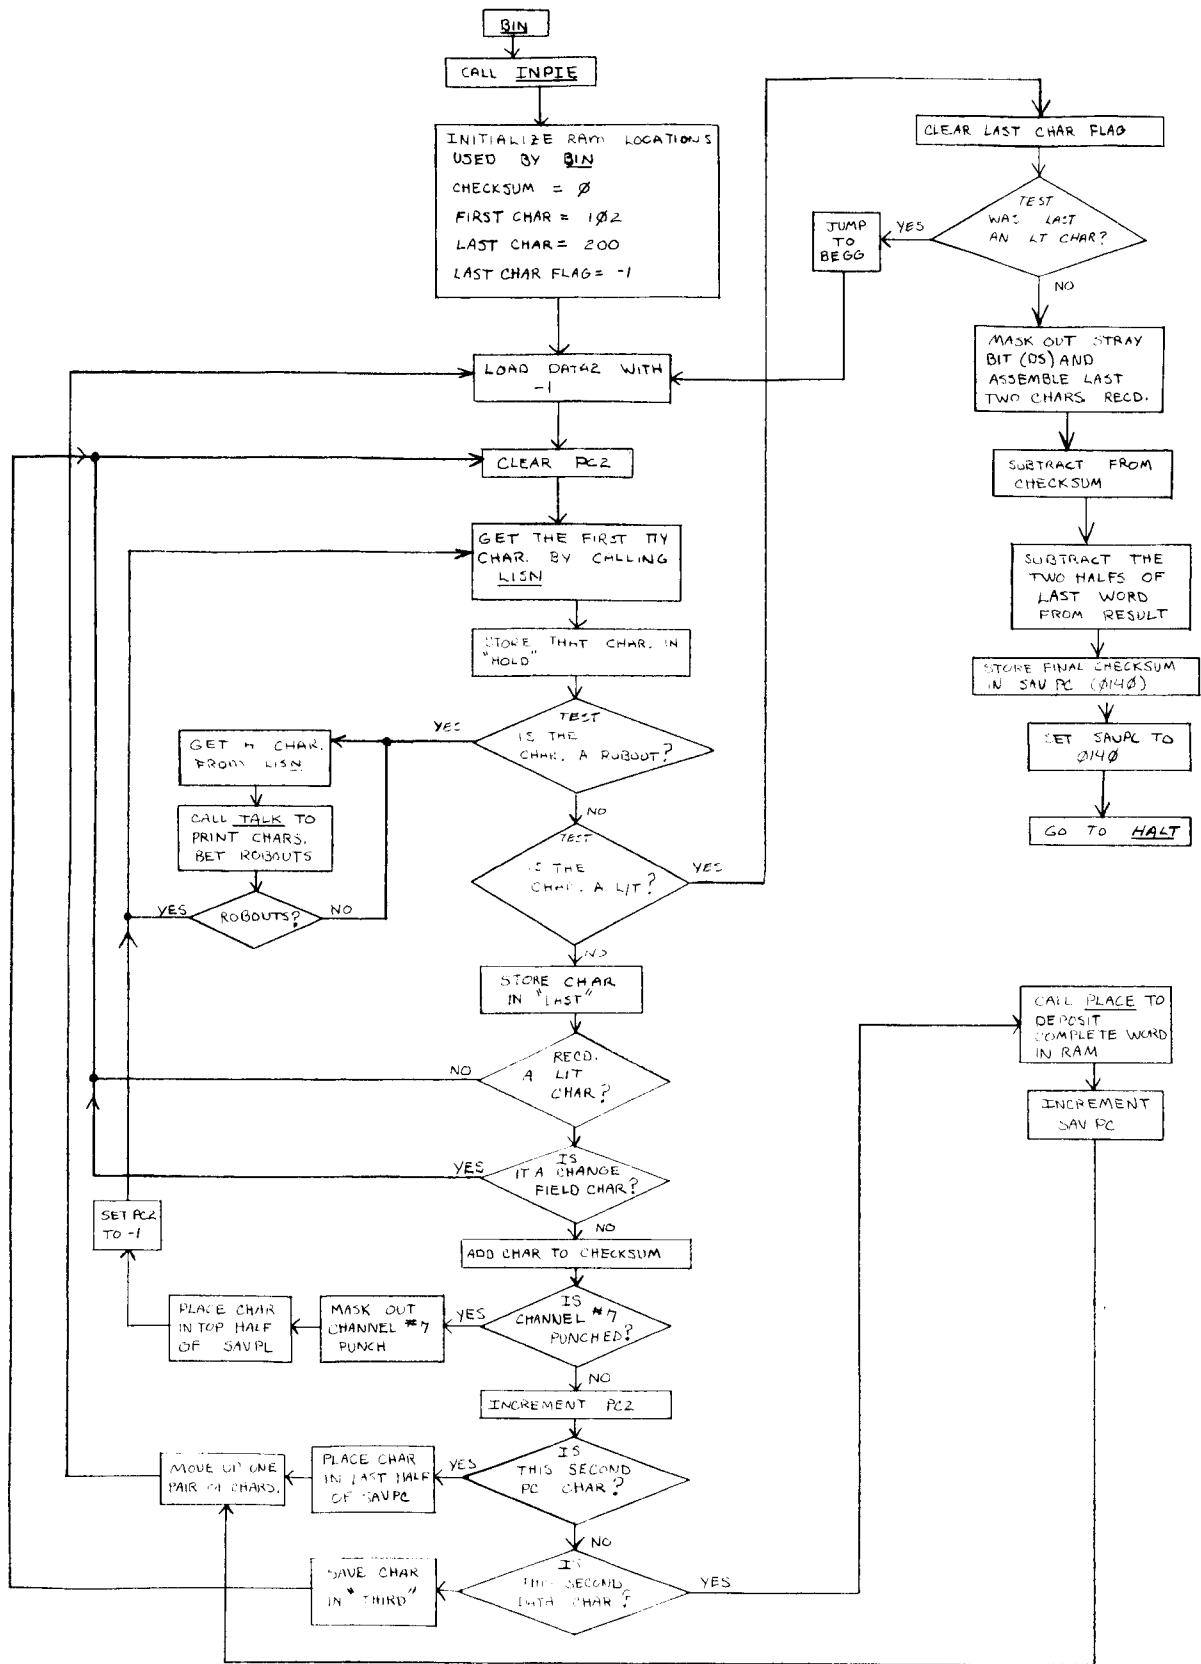 BIN
CALL INPIE
INITIALIZE RAM LOCATIONS
USED BY BIN
CHECKSUM = Ø
FIRST CHAR = 1Ø2
LAST CHAR = 200
LAST CHAR FLAG = -1
LOAD DATA2 WITH
-1
CLEAR PC2
GET THE FIRST TTY
CHAR. BY CALLING
LISN
STORE THAT CHAR. IN
"HOLD"
TEST
IS THE
CHAR. A ROBOUT?
YES
GET A CHAR.
FROM LISN
CALL TALK TO
PRINT CHARS.
BET ROBOUTS
ROBOUTS?
YES
NO
NO
TEST
IS THE
CHAR. A L/T?
YES
NO
STORE CHAR
IN "LAST"
RECD.
A LIT
CHAR?
NO
IS
IT A CHANGE
FIELD CHAR?
YES
NO
ADD CHAR TO CHECKSUM
IS
CHANNEL #7
PUNCHED?
YES
MASK OUT
CHANNEL #7
PUNCH
PLACE CHAR
IN TOP HALF
OF SAVPC
SET PC2
TO -1
NO
INCREMENT PC2
IS
THIS SECOND
PC CHAR?
YES
PLACE CHAR
IN LAST HALF
OF SAVPC
MOVE UP ONE
PAIR OF CHARS.
NO
IS
THIS SECOND
DATA CHAR?
YES
SAVE CHAR
IN "THIRD"
CLEAR LAST CHAR FLAG
TEST
WAS LAST
AN LT CHAR?
YES
JUMP
TO
BEGG
NO
MASK OUT STRAY
BIT (DS) AND
ASSEMBLE LAST
TWO CHARS. RECD.
SUBTRACT FROM
CHECKSUM
SUBTRACT THE
TWO HALFS OF
LAST WORD
FROM RESULT
STORE FINAL CHECKSUM
IN SAV PC (Ø14Ø)
SET SAVPC TO
Ø14Ø
GO TO HALT
CALL PLACE TO
DEPOSIT
COMPLETE WORD
IN RAM
INCREMENT
SAV PC